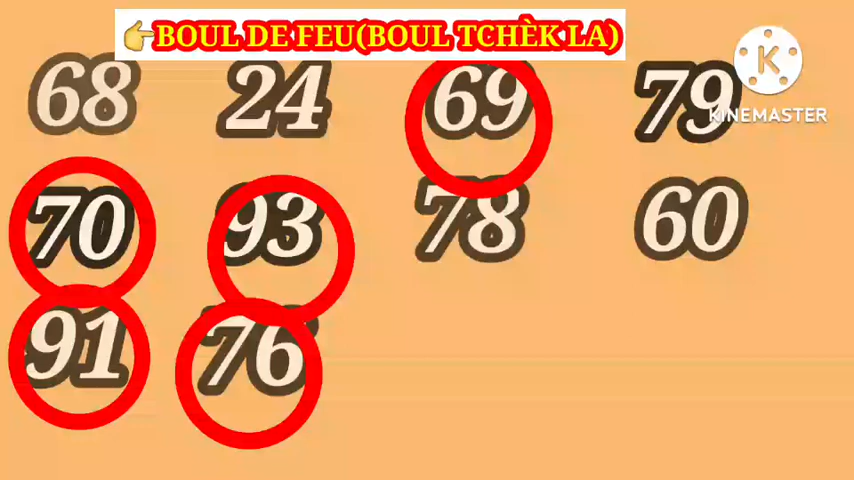 👉BOUL DE FEU(BOUL TCHÈK LA)
68 24 69 79
K
KINEMASTER
70 93 78 60
91 76